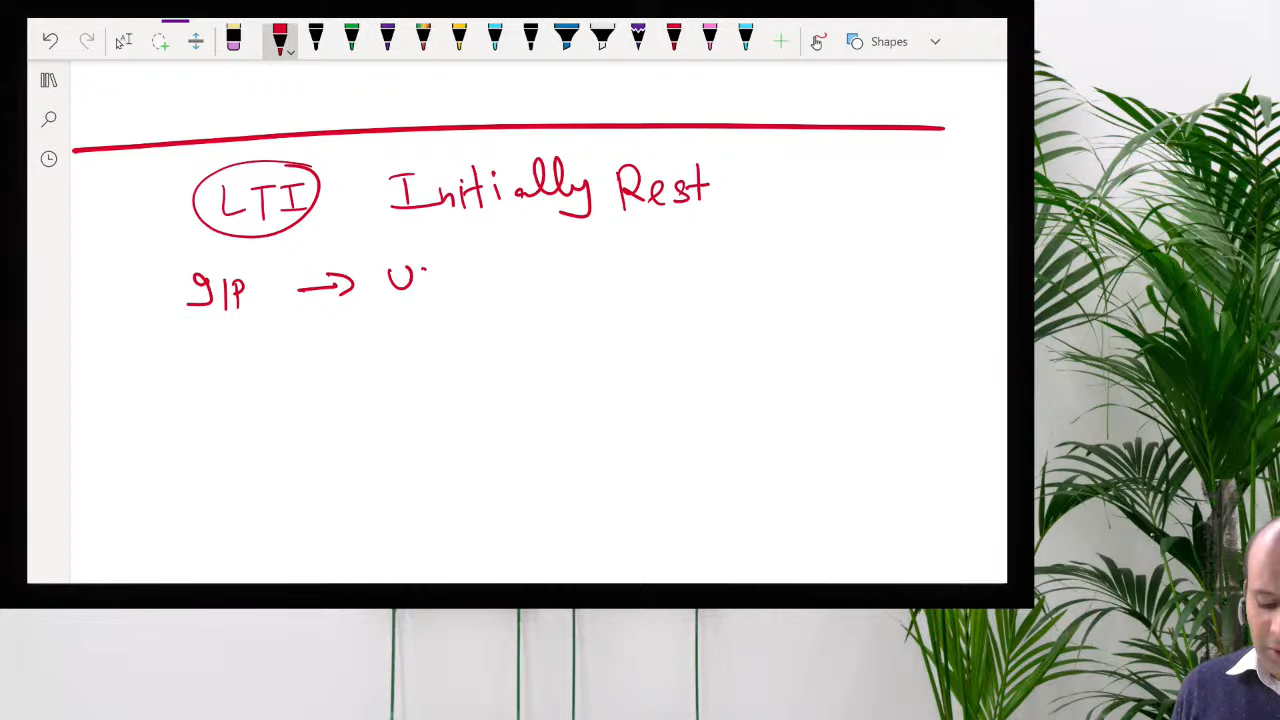 Shapes
LTI Initially Rest
I/P → U